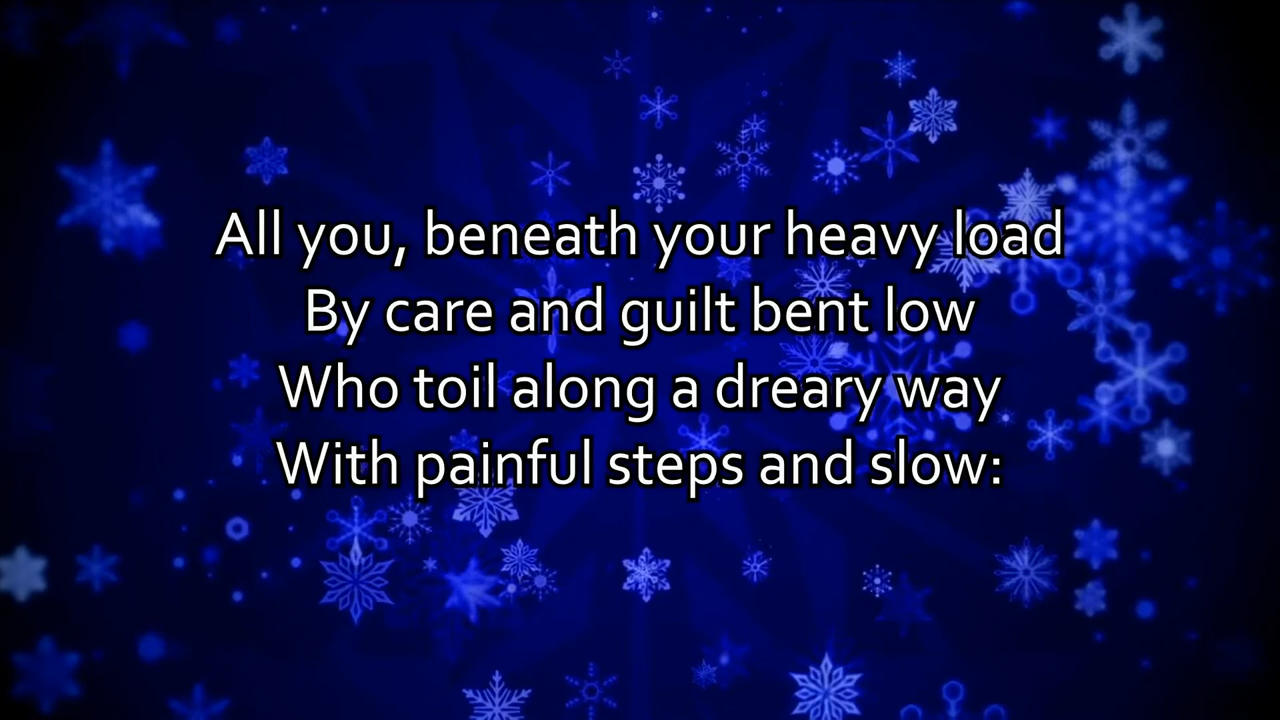 All you, beneath your heavy load
By care and guilt bent low
Who toil along a dreary way
With painful steps and slow: